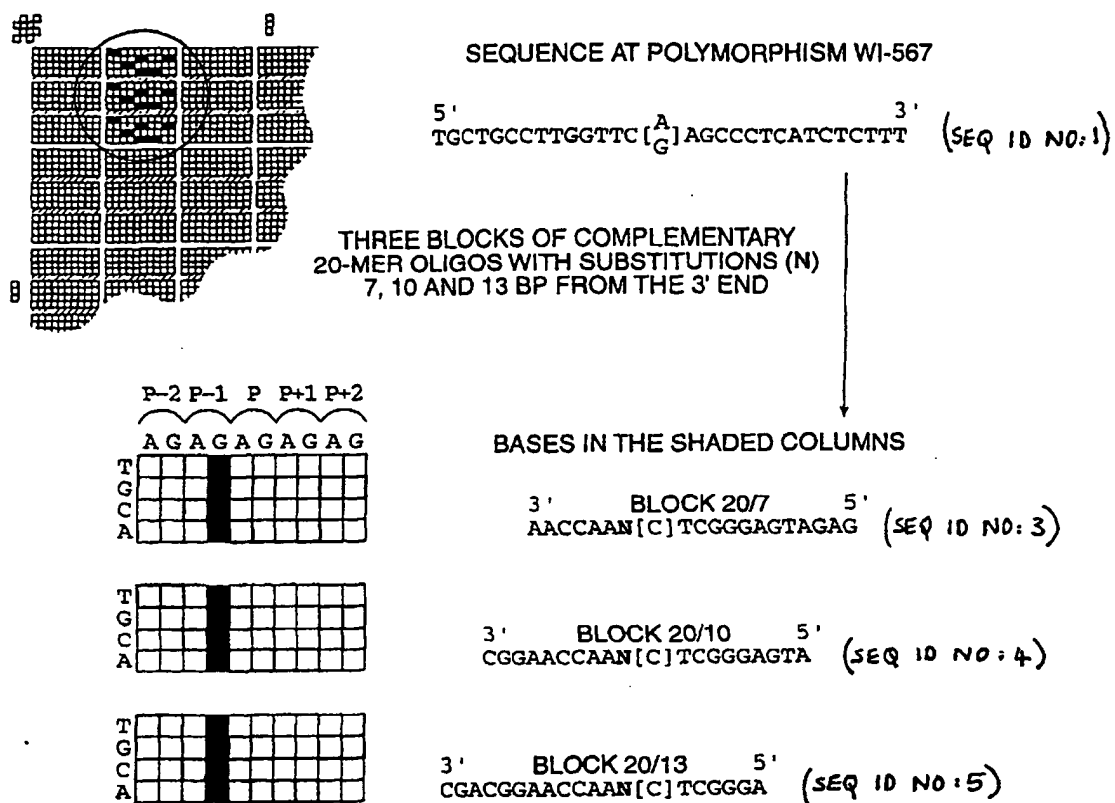 SEQUENCE AT POLYMORPHISM WI-567
5' 3'
TGCTGCCTTGGTTC[A/G]AGCCCTCATCTCTTT (SEQ ID NO:1)
THREE BLOCKS OF COMPLEMENTARY
20-MER OLIGOS WITH SUBSTITUTIONS (N)
7, 10 AND 13 BP FROM THE 3' END
P-2 P-1 P P+1 P+2
A G A G A G A G A G
BASES IN THE SHADED COLUMNS
T
G
C
A
3' BLOCK 20/7 5'
AACCAAN[C]TCGGGAGTAGAG (SEQ ID NO: 3)
T
G
C
A
3' BLOCK 20/10 5'
CGGAACCAAN[C]TCGGGAGTA (SEQ ID NO: 4)
T
G
C
A
3' BLOCK 20/13 5'
CGACGGAACCAAN[C]TCGGGA (SEQ ID NO:5)